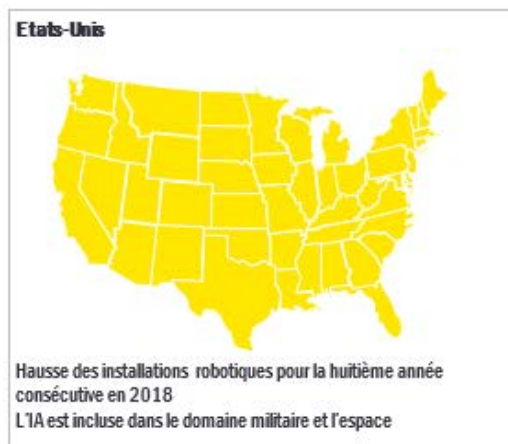 Etats-Unis
Hausse des installations robotiques pour la huitième année
consécutive en 2018
L'IA est incluse dans le domaine militaire et l'espace